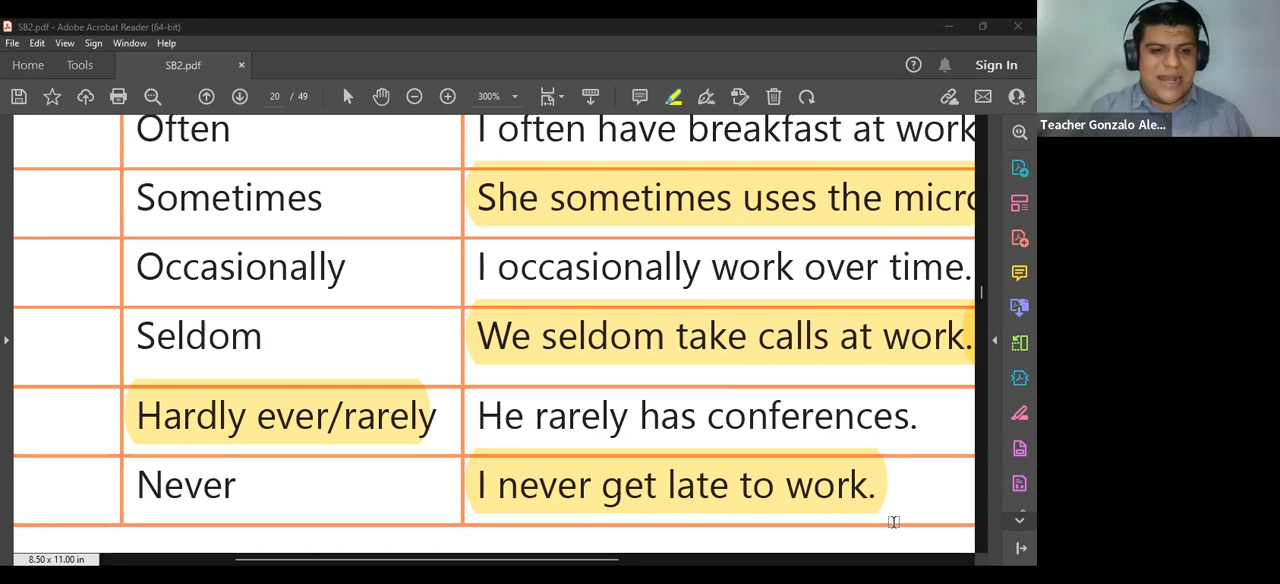 SB2.pdf - Adobe Acrobat Reader (64-bit)
File Edit View Sign Window Help
Home Tools SB2.pdf × Sign In
20 / 49 300%
Teacher Gonzalo Ale...
Often I often have breakfast at work
Sometimes She sometimes uses the micro
Occasionally I occasionally work over time.
Seldom We seldom take calls at work.
Hardly ever/rarely He rarely has conferences.
Never I never get late to work.
8.50 x 11.00 in